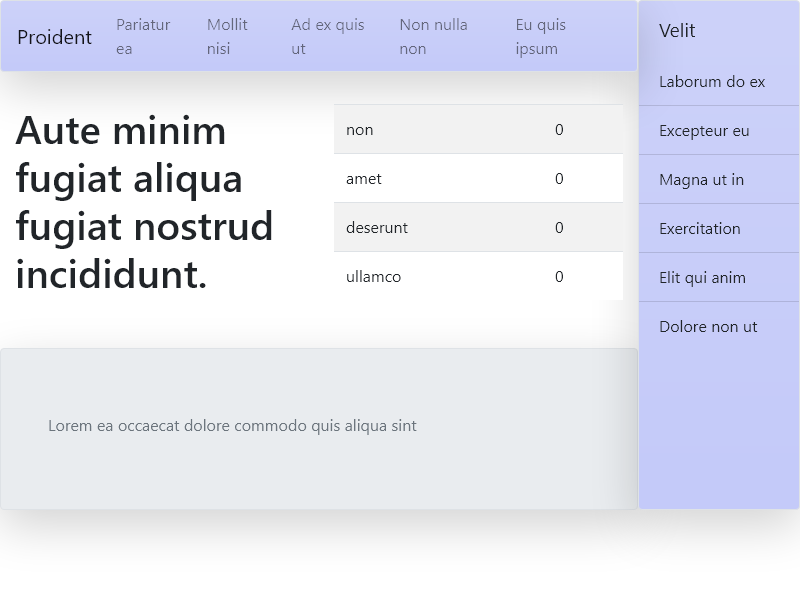 Proident
Pariatur
ea
Mollit
nisi
Ad ex quis
ut
Non nulla
non
Eu quis
ipsum
Aute minim
fugiat aliqua
fugiat nostrud
incididunt.
non 0
amet 0
deserunt 0
ullamco 0
Lorem ea occaecat dolore commodo quis aliqua sint
Velit
Laborum do ex
Excepteur eu
Magna ut in
Exercitation
Elit qui anim
Dolore non ut